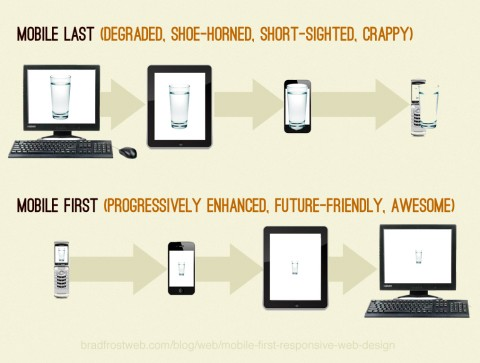 MOBILE LAST (DEGRADED, SHOE-HORNED, SHORT-SIGHTED, CRAPPY)
MOBILE FIRST (PROGRESSIVELY ENHANCED, FUTURE-FRIENDLY, AWESOME)
bradfrostweb.com/blog/web/mobile-first-responsive-web-design